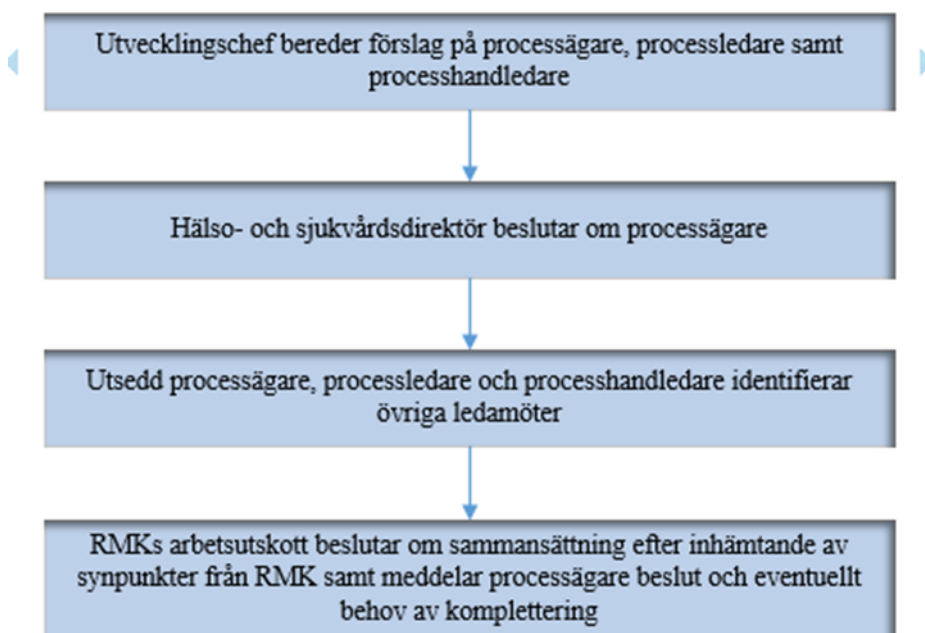 Utvecklingschef bereder förslag på processägare, processledare samt
processhandledare
Hälso- och sjukvårdsdirektör beslutar om processägare
Utsedd processägare, processledare och processhandledare identifierar
övriga ledamöter
RMKs arbetsutskott beslutar om sammansättning efter inhämtande av
synpunkter från RMK samt meddelar processägare beslut och eventuellt
behov av komplettering